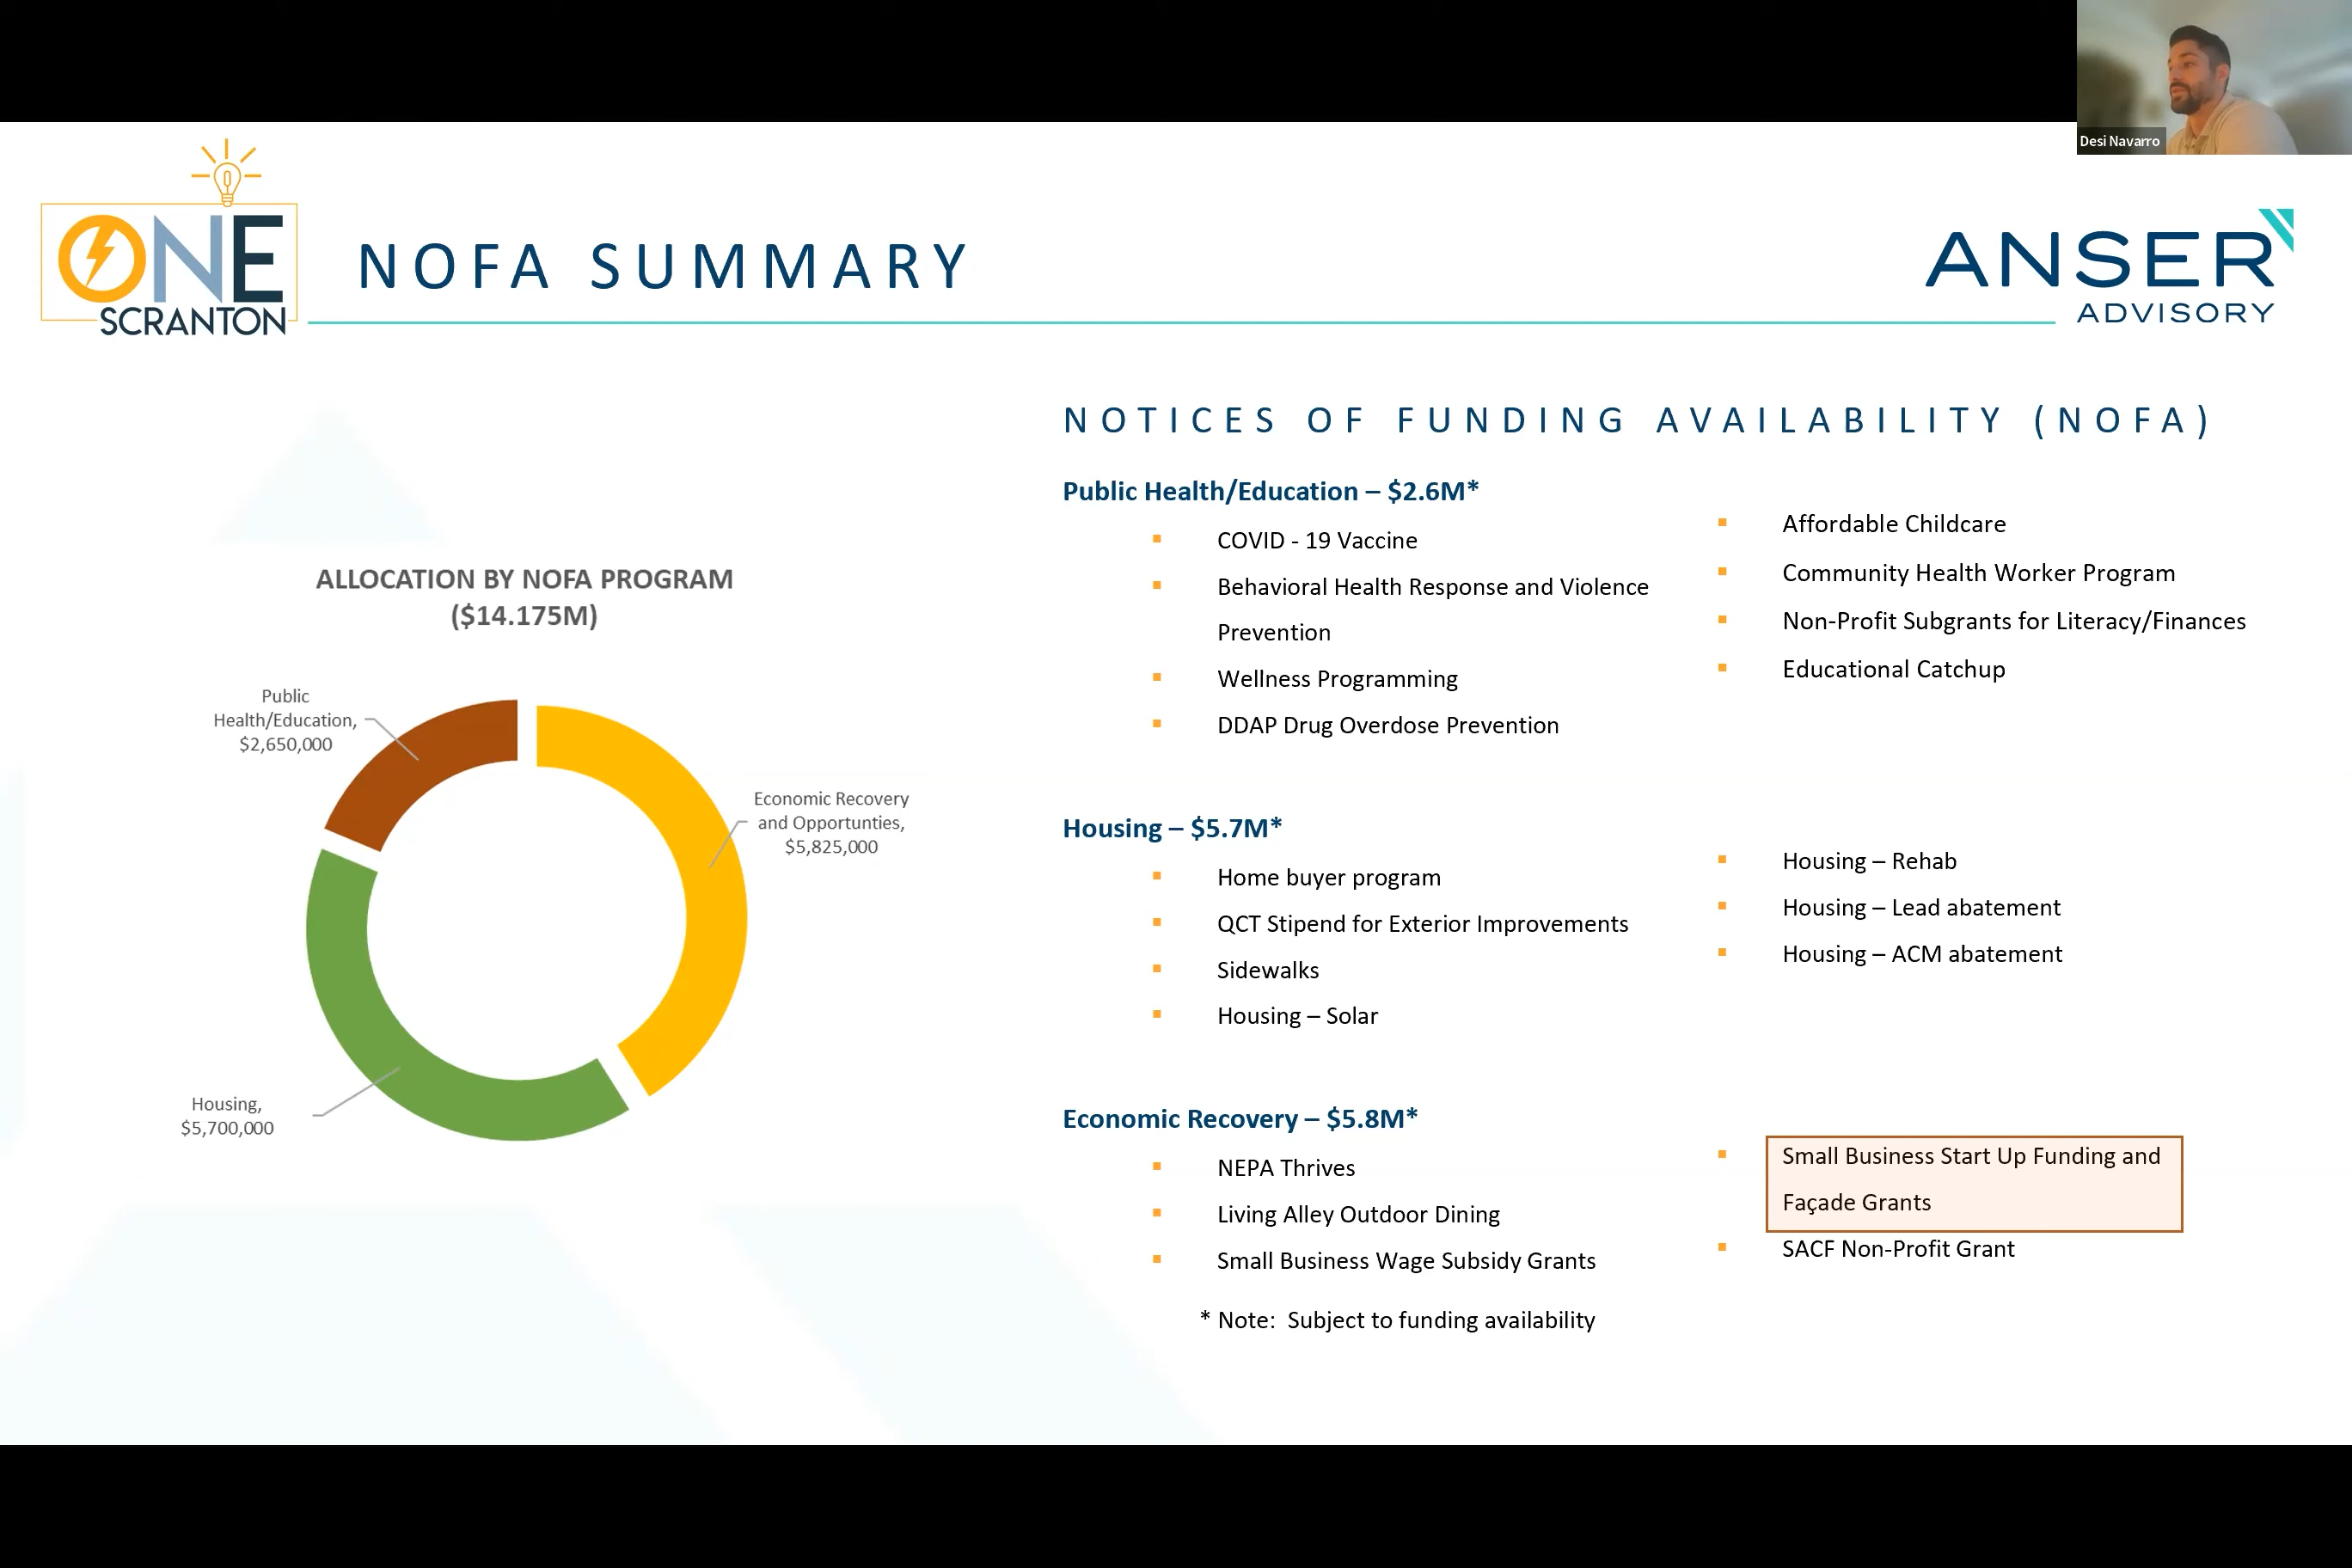 Desi Navarro
ONE
SCRANTON
NOFA SUMMARY
ANSER
ADVISORY
NOTICES OF FUNDING AVAILABILITY (NOFA)
ALLOCATION BY NOFA PROGRAM
($14.175M)
Public
Health/Education,
$2,650,000
Economic Recovery
and Opportunties,
$5,825,000
Housing,
$5,700,000
Public Health/Education – $2.6M*
COVID - 19 Vaccine
Behavioral Health Response and Violence
Prevention
Wellness Programming
DDAP Drug Overdose Prevention
Affordable Childcare
Community Health Worker Program
Non-Profit Subgrants for Literacy/Finances
Educational Catchup
Housing – $5.7M*
Home buyer program
QCT Stipend for Exterior Improvements
Sidewalks
Housing – Solar
Housing – Rehab
Housing – Lead abatement
Housing – ACM abatement
Economic Recovery – $5.8M*
NEPA Thrives
Living Alley Outdoor Dining
Small Business Wage Subsidy Grants
Small Business Start Up Funding and
Façade Grants
SACF Non-Profit Grant
* Note: Subject to funding availability